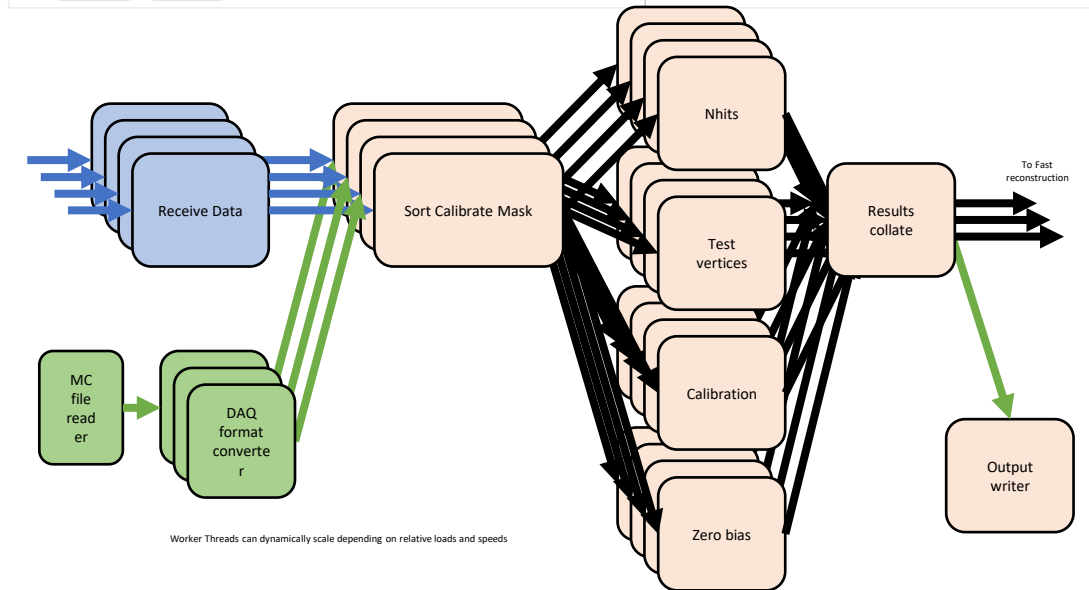 Nhits
Receive Data
Sort Calibrate Mask
Test
vertices
Results
collate
To Fast
reconstruction
MC
file
read
er
DAQ
format
converte
r
Calibration
Output
writer
Zero bias
Worker Threads can dynamically scale depending on relative loads and speeds